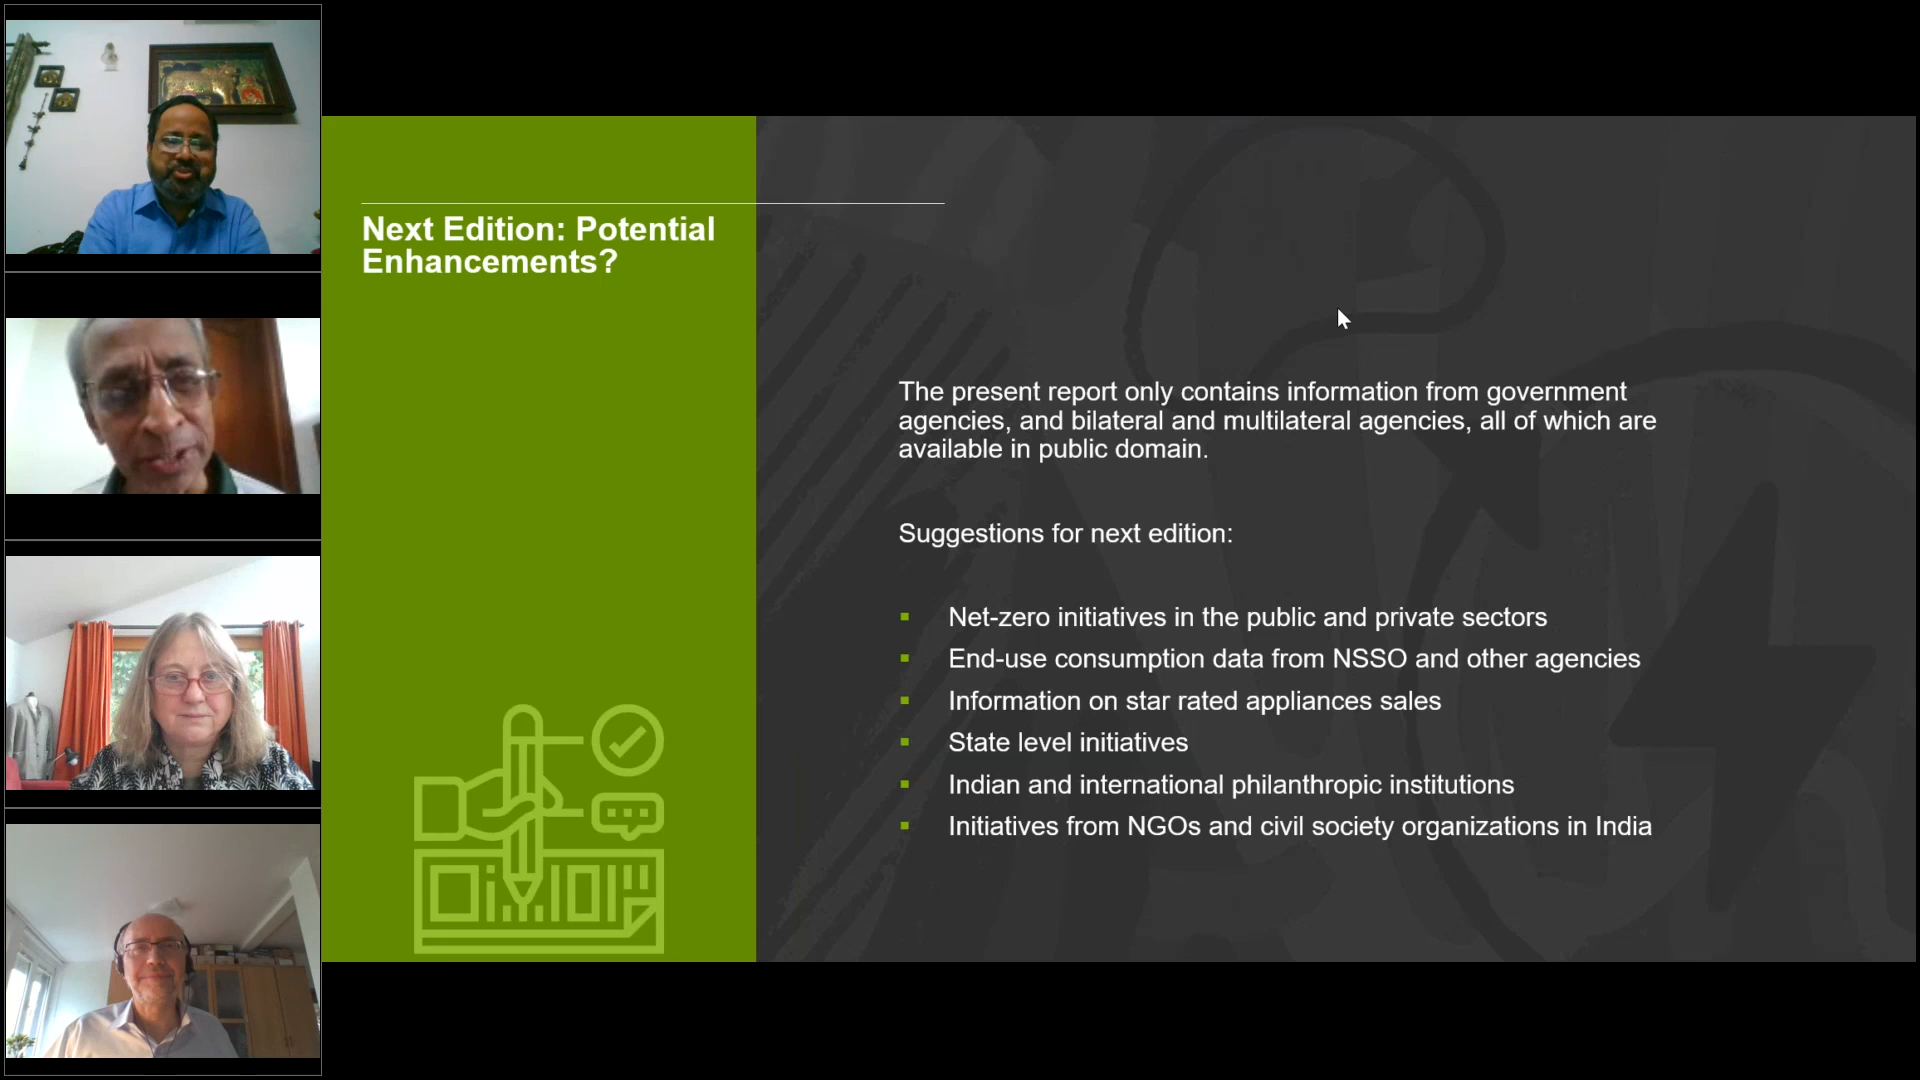 Next Edition: Potential
Enhancements?
The present report only contains information from government
agencies, and bilateral and multilateral agencies, all of which are
available in public domain.
Suggestions for next edition:
Net-zero initiatives in the public and private sectors
End-use consumption data from NSSO and other agencies
Information on star rated appliances sales
State level initiatives
Indian and international philanthropic institutions
Initiatives from NGOs and civil society organizations in India